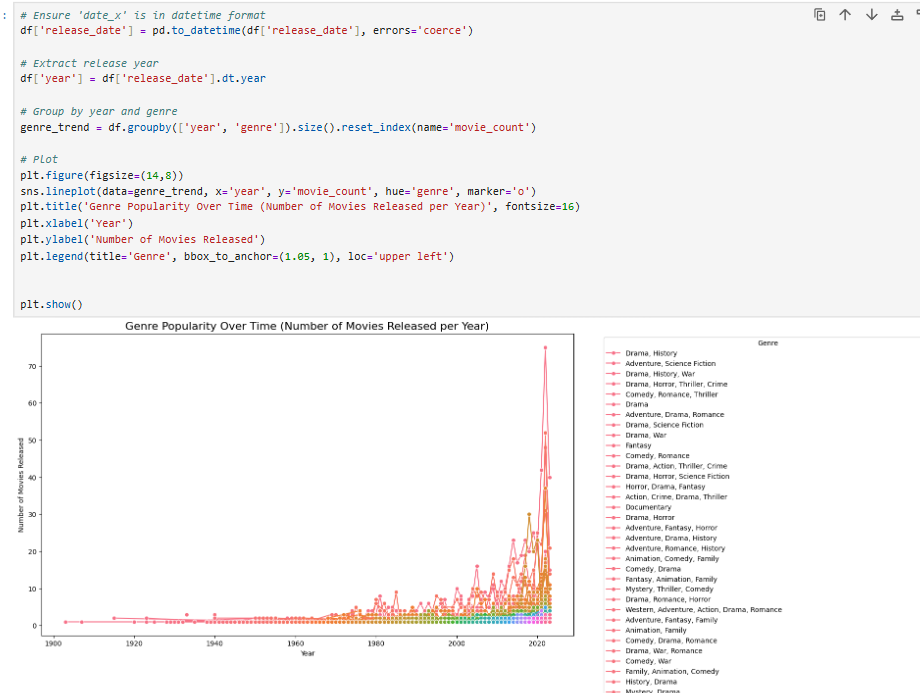 :
# Ensure 'date_x' is in datetime format
df['release_date'] = pd.to_datetime(df['release_date'], errors='coerce')
# Extract release year
df['year'] = df['release_date'].dt.year
# Group by year and genre
genre_trend = df.groupby(['year', 'genre']).size().reset_index(name='movie_count')
# Plot
plt.figure(figsize=(14,8))
sns.lineplot(data=genre_trend, x='year', y='movie_count', hue='genre', marker='o')
plt.title('Genre Popularity Over Time (Number of Movies Released per Year)', fontsize=16)
plt.xlabel('Year')
plt.ylabel('Number of Movies Released')
plt.legend(title='Genre', bbox_to_anchor=(1.05, 1), loc='upper left')
plt.show()
Genre Popularity Over Time (Number of Movies Released per Year)
Number of Movies Released
70
60
50
40
30
20
10
0
1900 1920 1940 1960 1980 2000 2020
Year
Genre
Drama, History
Adventure, Science Fiction
Drama, History, War
Drama, Horror, Thriller, Crime
Comedy, Romance, Thriller
Drama
Adventure, Drama, Romance
Drama, Science Fiction
Drama, War
Fantasy
Comedy, Romance
Drama, Action, Thriller, Crime
Drama, Horror, Science Fiction
Horror, Drama, Fantasy
Action, Crime, Drama, Thriller
Documentary
Drama, Horror
Adventure, Fantasy, Horror
Adventure, Drama, History
Adventure, Romance, History
Animation, Comedy, Family
Comedy, Drama
Fantasy, Animation, Family
Mystery, Thriller, Comedy
Drama, Romance, Horror
Western, Adventure, Action, Drama, Romance
Adventure, Fantasy, Family
Animation, Family
Comedy, Drama, Romance
Drama, War, Romance
Comedy, War
Family, Animation, Comedy
History, Drama
Mystery, Drama